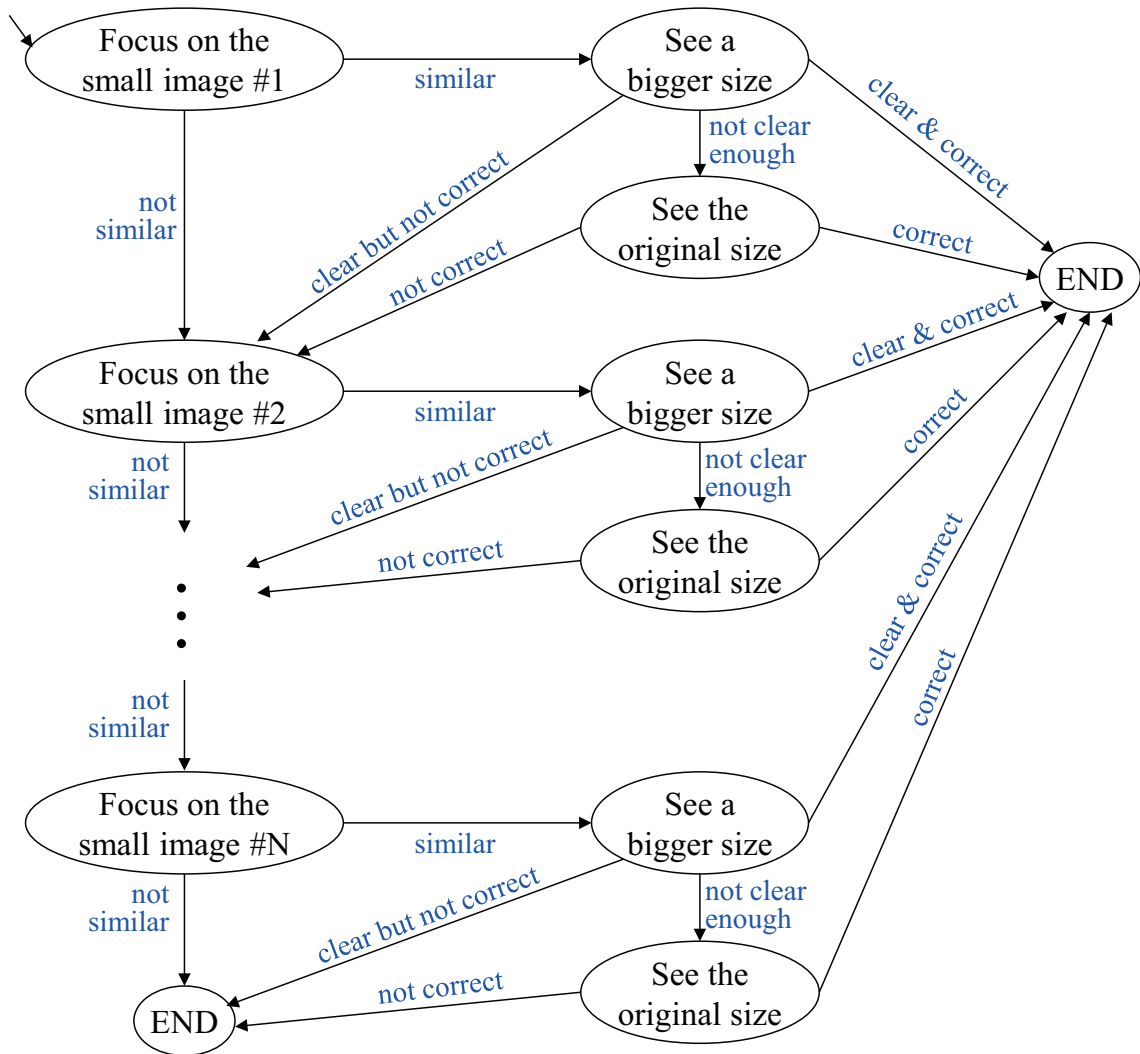 Focus on the
small image #1
similar
See a
bigger size
clear & correct
not clear
enough
clear but not correct
not
similar
See the
original size
correct
not correct
END
Focus on the
small image #2
similar
See a
bigger size
clear & correct
not
similar
clear but not correct
not clear
enough
correct
not correct
See the
original size
clear & correct
correct
not
similar
Focus on the
small image #N
similar
See a
bigger size
not
similar
clear but not correct
not clear
enough
not correct
See the
original size
END